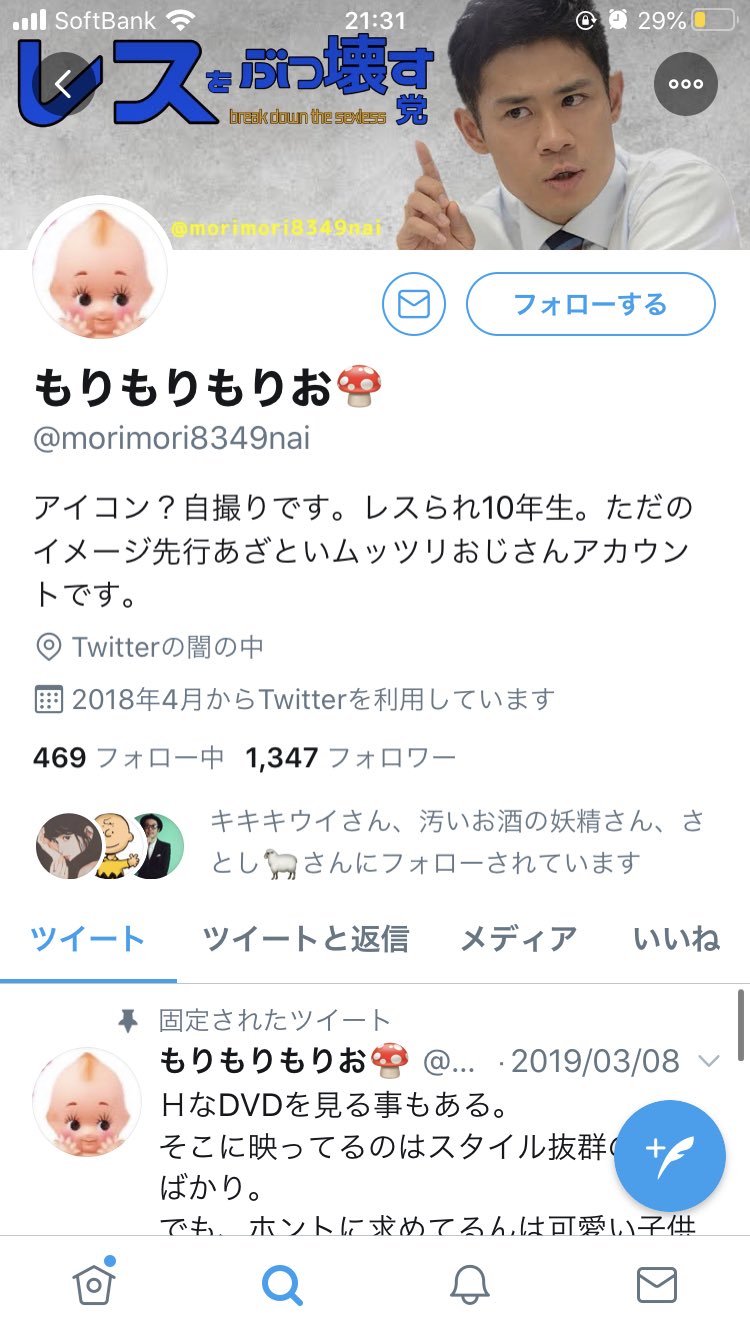 SoftBank 21:31 29%
レスをぶっ壊す党
break down the sexless
@morimori8349nai
フォローする
もりもりもりお🍄
@morimori8349nai
アイコン？自撮りです。レスられ10年生。ただの
イメージ先行あざといムッツリおじさんアカウン
トです。
Twitterの闇の中
2018年4月からTwitterを利用しています
469 フォロー中 1,347 フォロワー
キキキウイさん、汚いお酒の妖精さん、さ
とし🐑さんにフォローされています
ツイート ツイートと返信 メディア いいね
固定されたツイート
もりもりもりお🍄 @... · 2019/03/08
ＨなDVDを見る事もある。
そこに映ってるのはスタイル抜群の
ばかり。
でも、ホントに求めてるんは可愛い子供